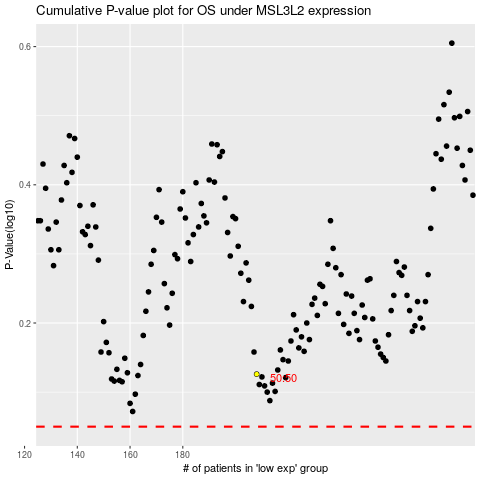 Cumulative P-value plot for OS under MSL3L2 expression
0.6
0.4
0.2
P-Value(log10)
50:50
120 140 160 180
# of patients in 'low exp' group